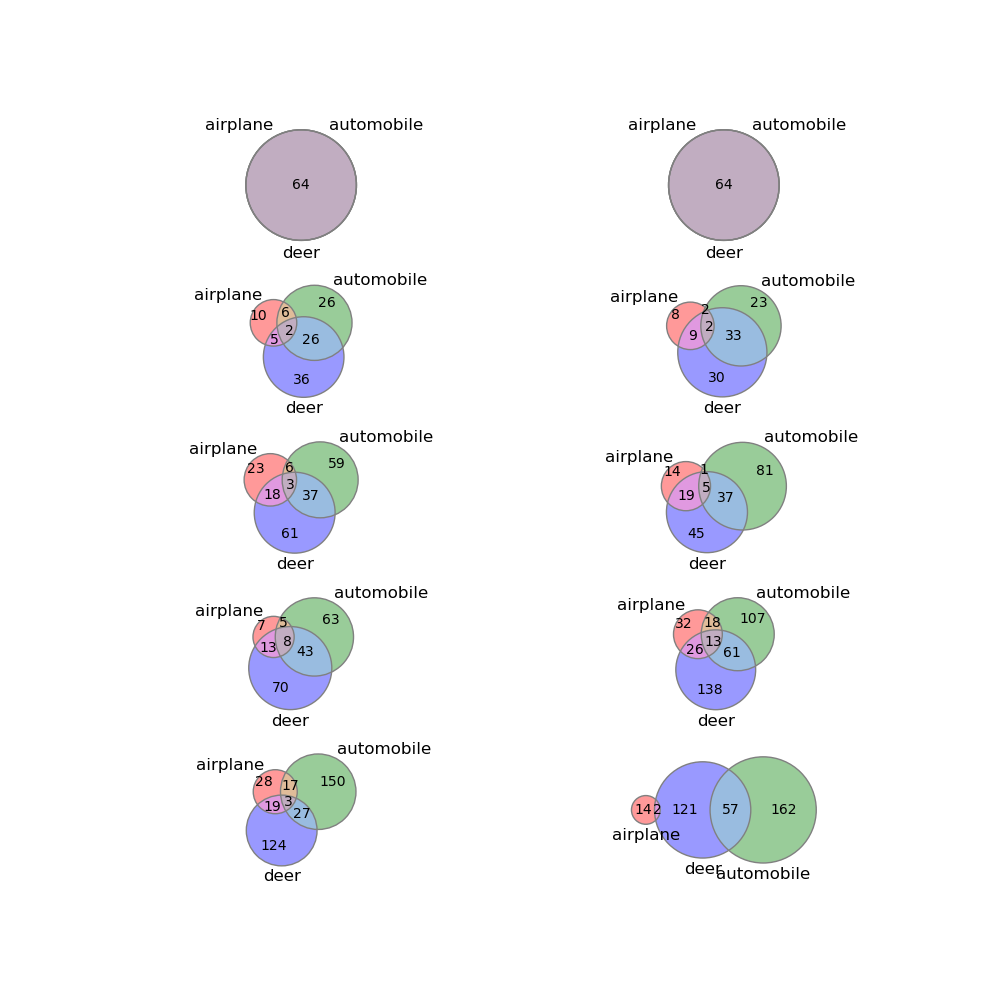 airplane automobile
64
deer
airplane automobile
64
deer
automobile
airplane
26
10 6
2
5 26
36
deer
automobile
airplane
23
8 2
2
9 33
30
deer
automobile
airplane
59
23 6
3
18 37
61
deer
automobile
airplane
81
14 1
5
19 37
45
deer
automobile
airplane
63
7 5
8
13 43
70
deer
automobile
airplane
107
32 18
13
26 61
138
deer
automobile
airplane
150
28 17
3
19 27
124
deer
14 2 121 57 162
airplane
deer
automobile